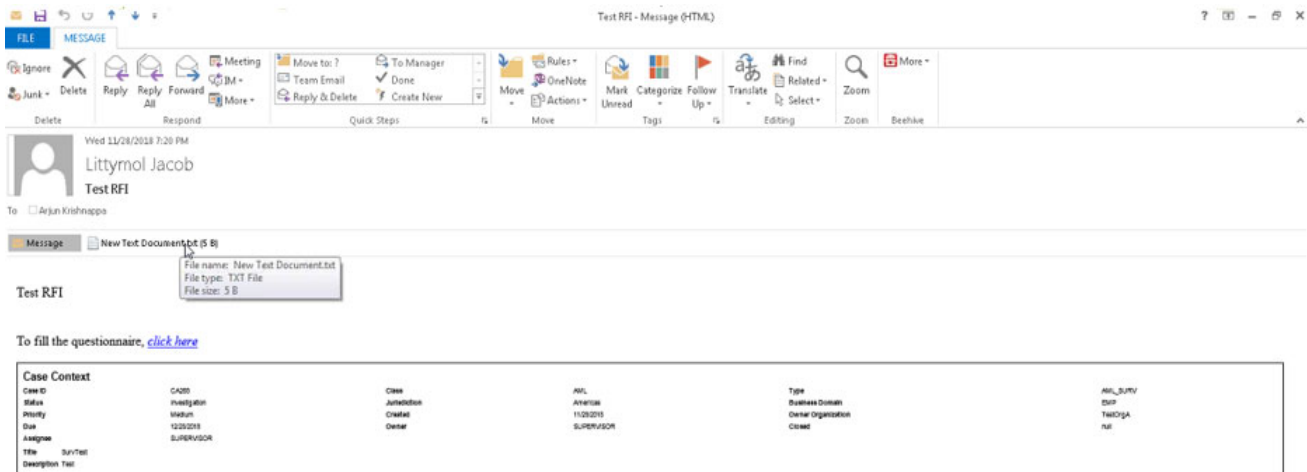 Test RFI - Message (HTML)
FILE MESSAGE
Ignore
Junk
Delete
Reply
Reply All
Forward
Meeting
IM
More
Move to: ?
Team Email
Reply & Delete
To Manager
Done
Create New
Move
Rules
OneNote
Actions
Mark Unread
Categorize
Follow Up
Translate
Find
Related
Select
Zoom
More
Delete Respond Quick Steps Move Tags Editing Zoom Beehive
Wed 11/28/2018 7:20 PM
Littymol Jacob
Test RFI
To Arjun Krishnappa
Message New Text Document.txt (5 B)
File name: New Text Document.txt
File type: TXT File
File size: 5 B
Test RFI
To fill the questionnaire, click here
Case Context
Case ID Class AML Type AML_SURV
Status Investigation Jurisdiction Americas Business Domain EMP
Priority Medium Created 11/28/2018 Owner Organization TestOrgA
Due Owner SUPERVISOR Closed null
Assignee SUPERVISOR
Title SurvTest
Description Test